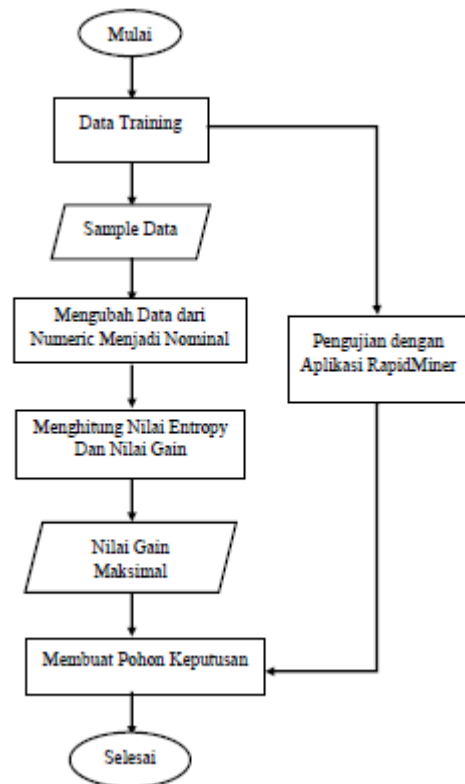 Mulai
Data Training
Sample Data
Mengubah Data dari
Numeric Menjadi Nominal
Pengujian dengan
Aplikasi RapidMiner
Menghitung Nilai Entropy
Dan Nilai Gain
Nilai Gain
Maksimal
Membuat Pohon Keputusan
Selesai